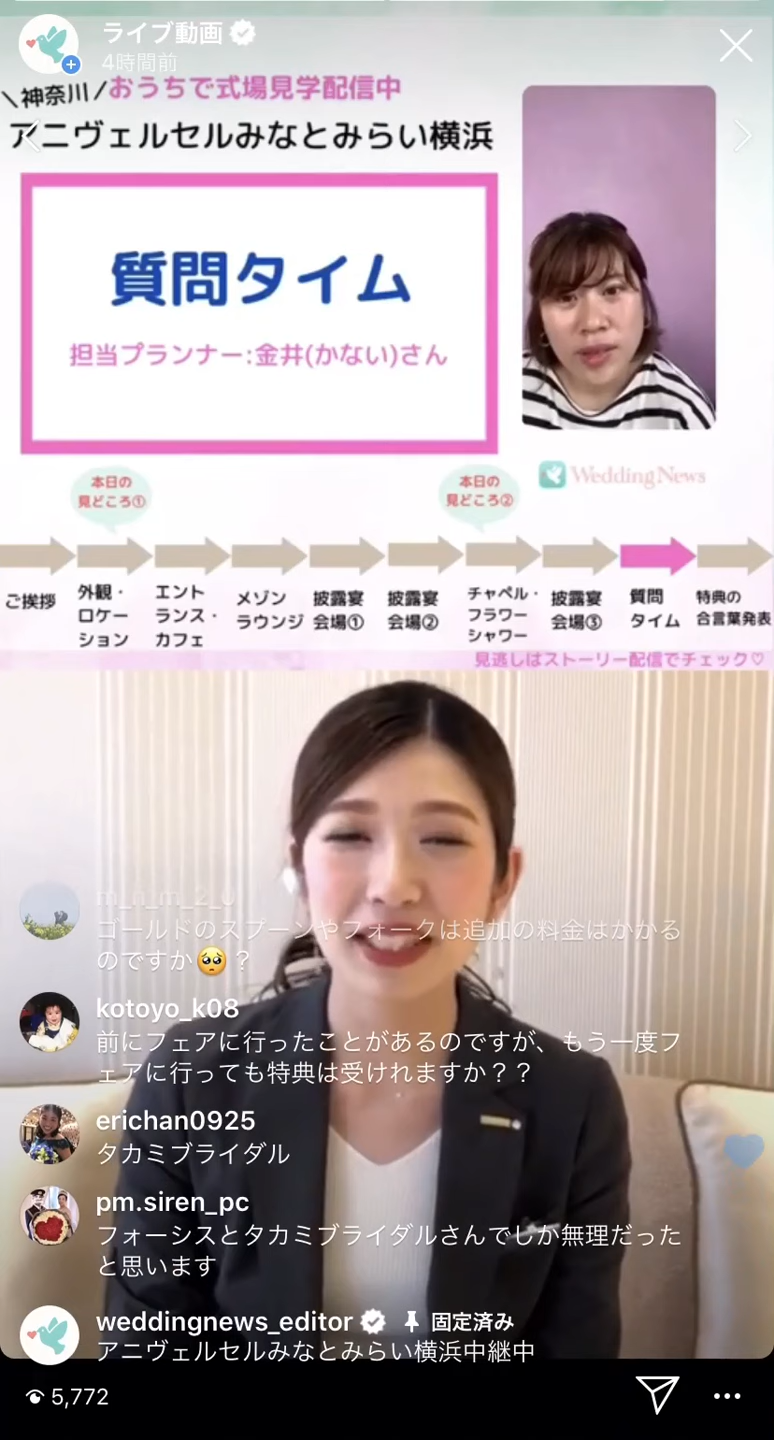 ライブ動画
4時間前
\神奈川/おうちで式場見学配信中
アニヴェルセルみなとみらい横浜
質問タイム
担当プランナー:金井(かない)さん
WeddingNews
本日の
見どころ①
本日の
見どころ②
ご挨拶
外観・
ロケー
ション
エント
ランス・
カフェ
メゾン
ラウンジ
披露宴
会場①
披露宴
会場②
チャペル・
フラワー
シャワー
披露宴
会場③
質問
タイム
特典の
合言葉発表
見逃しはストーリー配信でチェック♡
m_n_m_2_0
ゴールドのスプーンやフォークは追加の料金はかかる
のですか🥺？
kotoyo_k08
前にフェアに行ったことがあるのですが、もう一度フ
ェアに行っても特典は受けれますか？？
erichan0925
タカミブライダル
pm.siren_pc
フォーシスとタカミブライダルさんでしか無理だった
と思います
weddingnews_editor 固定済み
アニヴェルセルみなとみらい横浜中継中
5,772